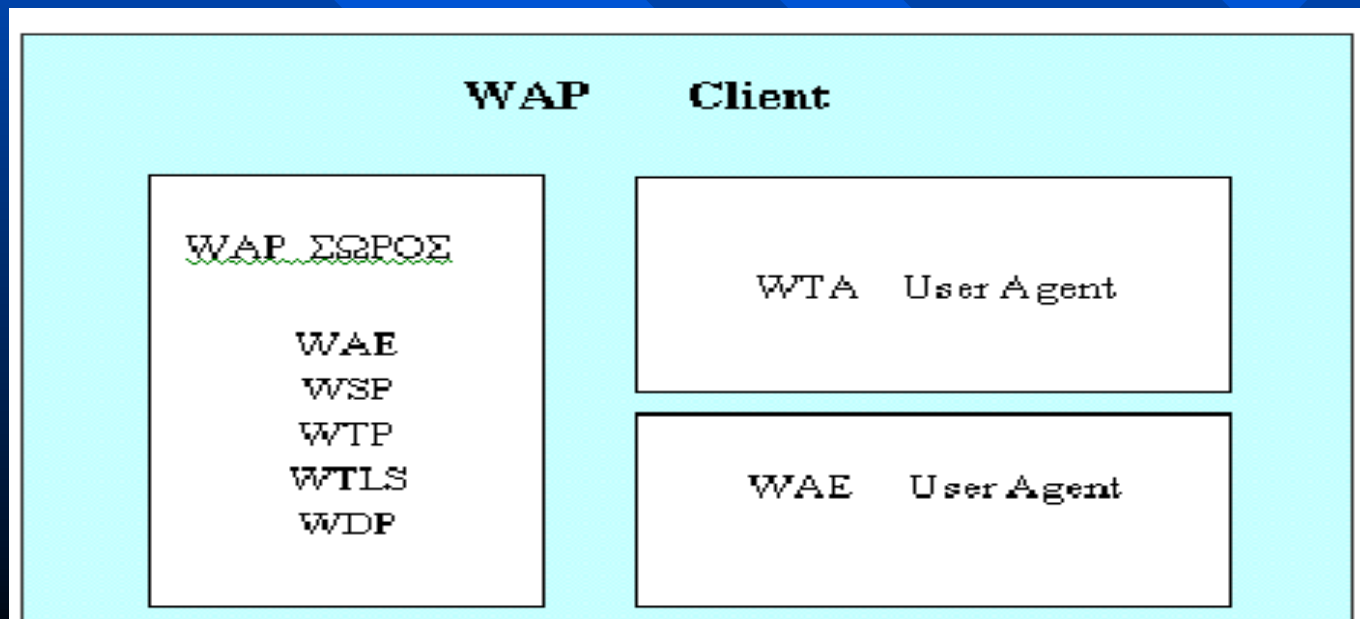 WAP Client
WAP ΣΩΡΟΣ
WAE
WSP
WTP
WTLS
WDP
WTA User Agent
WAE User Agent